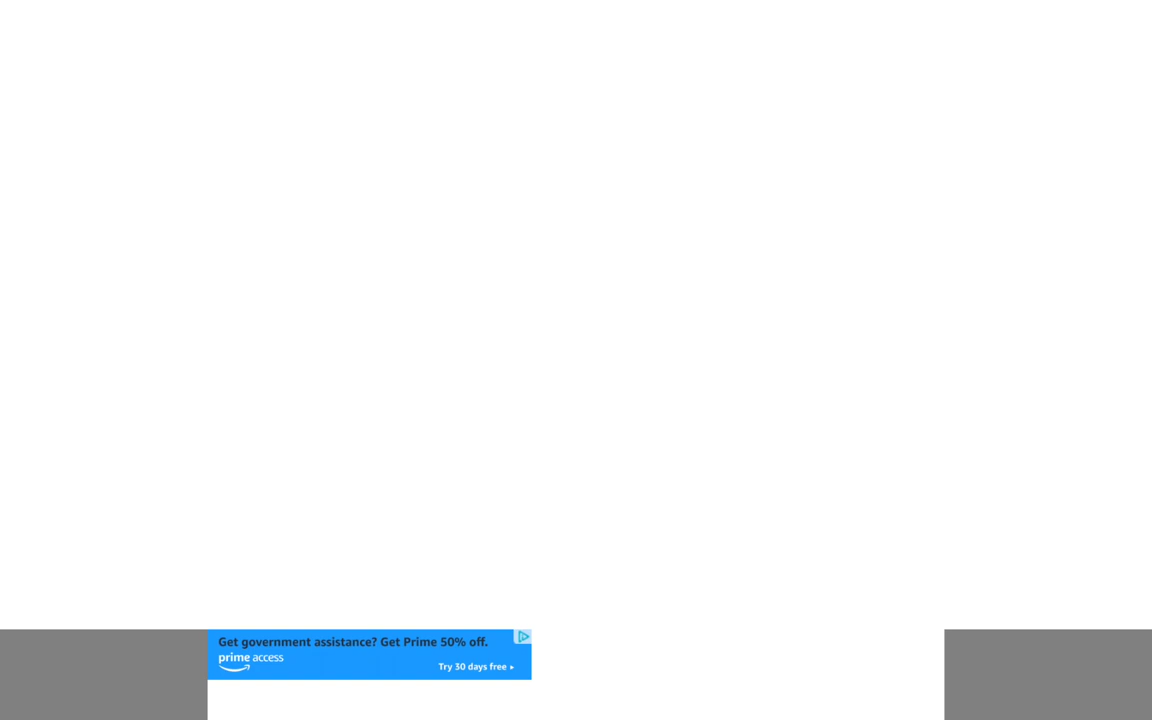 Get government assistance? Get Prime 50% off.
prime access
Try 30 days free ▸